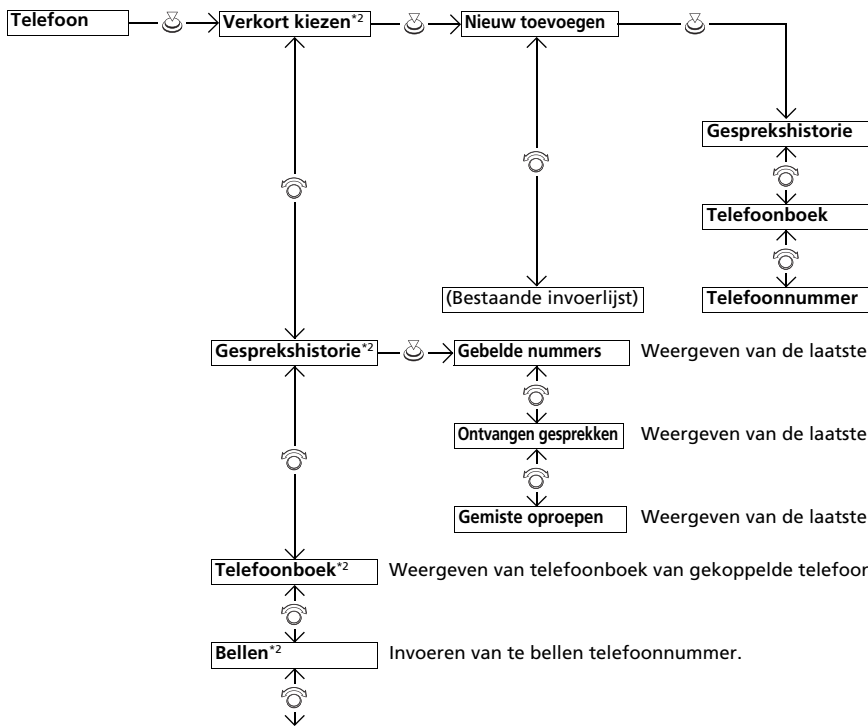 Telefoon Verkort kiezen*2 Nieuw toevoegen
Gesprekshistorie
Telefoonboek
(Bestaande invoerlijst) Telefoonnummer
Gesprekshistorie*2 Gebelde nummers Weergeven van de laatste
Ontvangen gesprekken Weergeven van de laatste
Gemiste oproepen Weergeven van de laatste
Telefoonboek*2 Weergeven van telefoonboek van gekoppelde telefoon
Bellen*2 Invoeren van te bellen telefoonnummer.